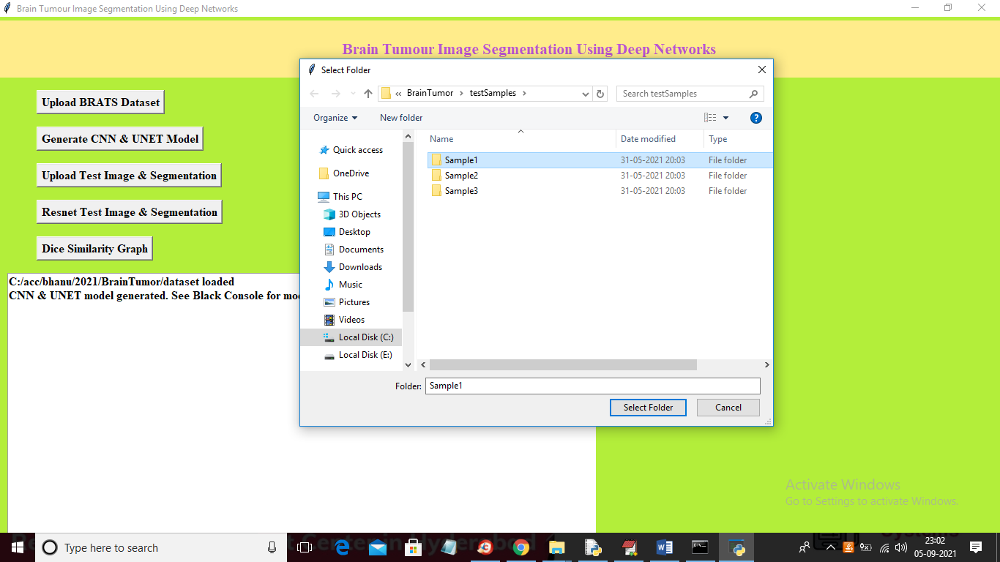 Brain Tumour Image Segmentation Using Deep Networks
Brain Tumour Image Segmentation Using Deep Networks
Upload BRATS Dataset
Generate CNN & UNET Model
Upload Test Image & Segmentation
Resnet Test Image & Segmentation
Dice Similarity Graph
C:/acc/bhanu/2021/BrainTumor/dataset loaded
CNN & UNET model generated. See Black Console for
Select Folder
« BrainTumor › testSamples ›
Search testSamples
Organize
New folder
Quick access
OneDrive
This PC
3D Objects
Desktop
Documents
Downloads
Music
Pictures
Videos
Local Disk (C:)
Local Disk (E:)
Name Date modified Type
Sample1 31-05-2021 20:03 File folder
Sample2 31-05-2021 20:03 File folder
Sample3 31-05-2021 20:03 File folder
Folder: Sample1
Select Folder Cancel
Activate Windows
Go to Settings to activate Windows.
Type here to search
23:02
05-09-2021